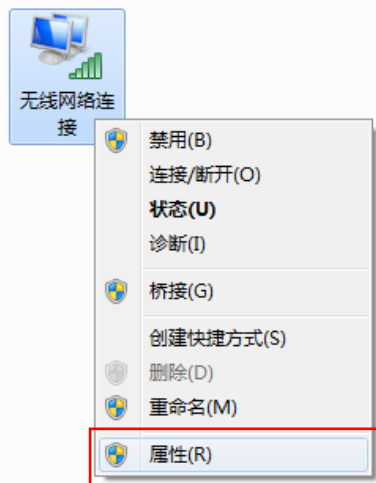 无线网络连
接
禁用(B)
连接/断开(O)
状态(U)
诊断(I)
桥接(G)
创建快捷方式(S)
删除(D)
重命名(M)
属性(R)